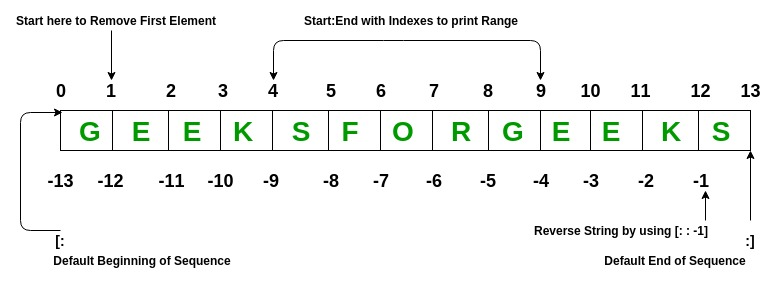 Start here to Remove First Element
Start:End with Indexes to print Range
0 1 2 3 4 5 6 7 8 9 10 11 12 13
G E E K S F O R G E E K S
-13 -12 -11 -10 -9 -8 -7 -6 -5 -4 -3 -2 -1
Reverse String by using [: : -1]
[: :]
Default Beginning of Sequence Default End of Sequence